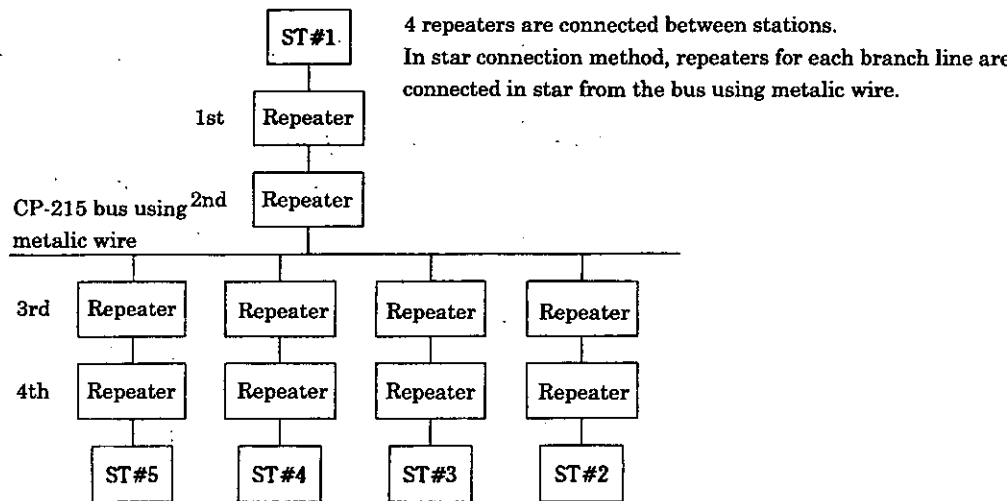 ST#1
4 repeaters are connected between stations.
In star connection method, repeaters for each branch line are
connected in star from the bus using metalic wire.
1st Repeater
2nd Repeater
CP-215 bus using
metalic wire
3rd Repeater Repeater Repeater Repeater
4th Repeater Repeater Repeater Repeater
ST#5 ST#4 ST#3 ST#2